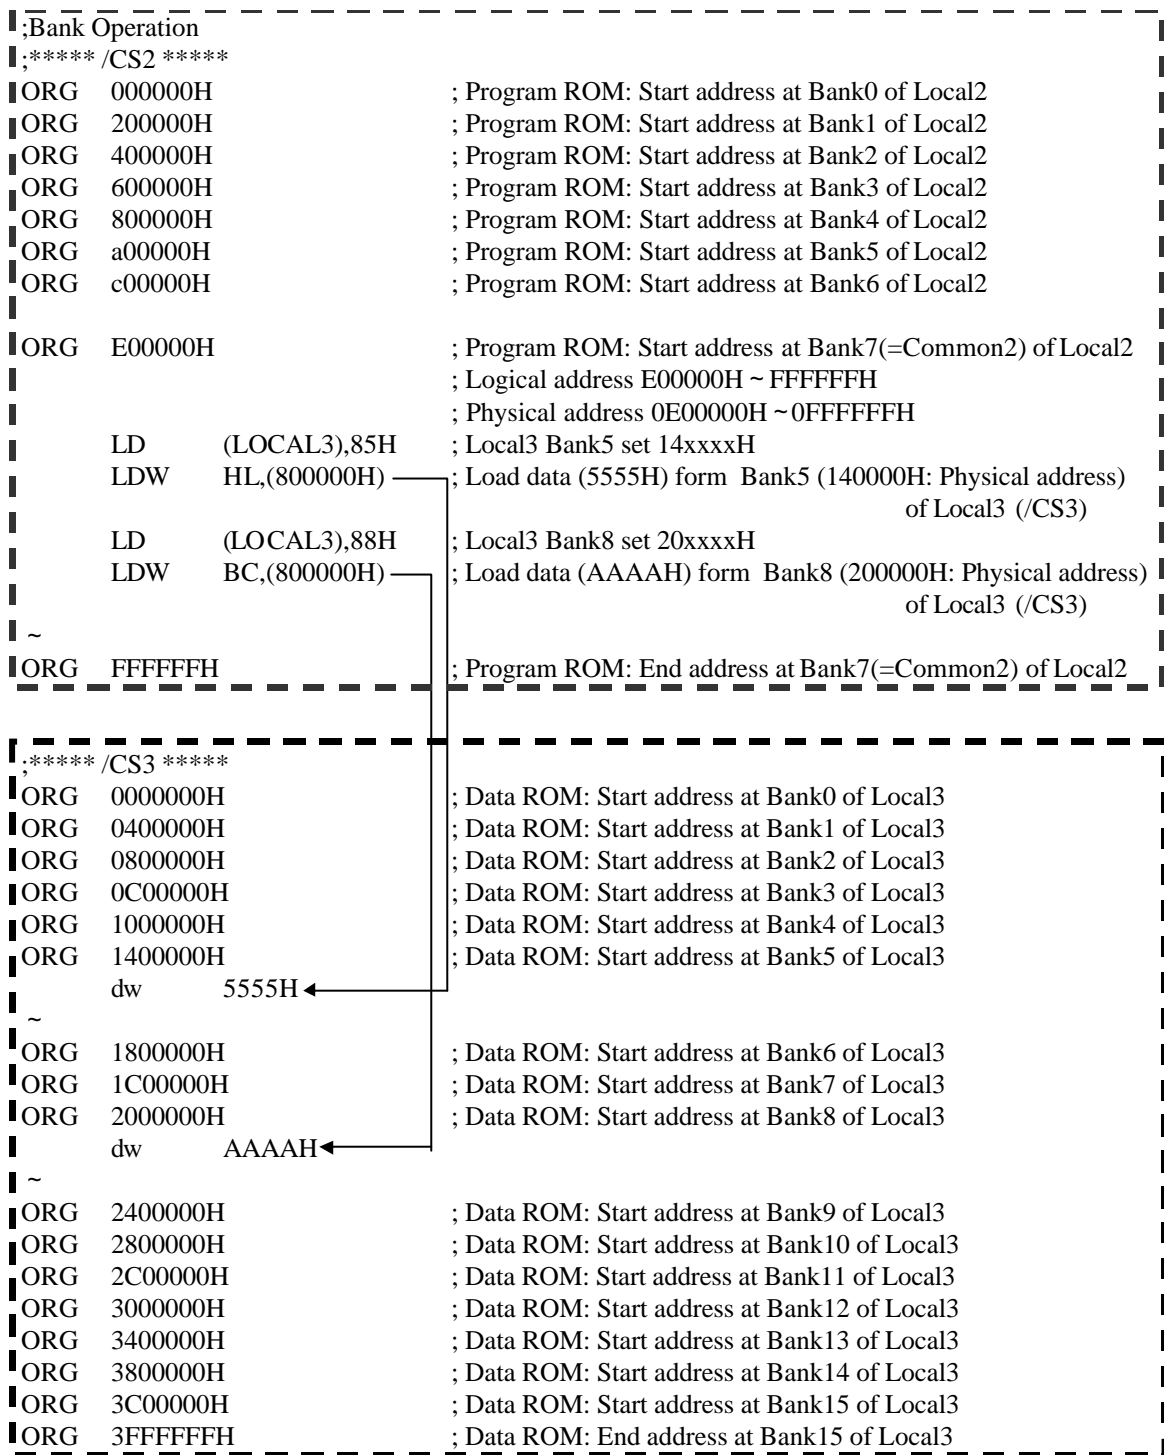 ;Bank Operation
;***** /CS2 *****
ORG 000000H ; Program ROM: Start address at Bank0 of Local2
ORG 200000H ; Program ROM: Start address at Bank1 of Local2
ORG 400000H ; Program ROM: Start address at Bank2 of Local2
ORG 600000H ; Program ROM: Start address at Bank3 of Local2
ORG 800000H ; Program ROM: Start address at Bank4 of Local2
ORG a00000H ; Program ROM: Start address at Bank5 of Local2
ORG c00000H ; Program ROM: Start address at Bank6 of Local2
ORG E00000H ; Program ROM: Start address at Bank7(=Common2) of Local2
; Logical address E00000H ~ FFFFFFH
; Physical address 0E00000H ~ 0FFFFFFH
LD (LOCAL3),85H ; Local3 Bank5 set 14xxxxH
LDW HL,(800000H) ; Load data (5555H) form Bank5 (140000H: Physical address)
of Local3 (/CS3)
LD (LOCAL3),88H ; Local3 Bank8 set 20xxxxH
LDW BC,(800000H) ; Load data (AAAAH) form Bank8 (200000H: Physical address)
of Local3 (/CS3)
~
ORG FFFFFFH ; Program ROM: End address at Bank7(=Common2) of Local2
;***** /CS3 *****
ORG 0000000H ; Data ROM: Start address at Bank0 of Local3
ORG 0400000H ; Data ROM: Start address at Bank1 of Local3
ORG 0800000H ; Data ROM: Start address at Bank2 of Local3
ORG 0C00000H ; Data ROM: Start address at Bank3 of Local3
ORG 1000000H ; Data ROM: Start address at Bank4 of Local3
ORG 1400000H ; Data ROM: Start address at Bank5 of Local3
dw 5555H
~
ORG 1800000H ; Data ROM: Start address at Bank6 of Local3
ORG 1C00000H ; Data ROM: Start address at Bank7 of Local3
ORG 2000000H ; Data ROM: Start address at Bank8 of Local3
dw AAAAH
~
ORG 2400000H ; Data ROM: Start address at Bank9 of Local3
ORG 2800000H ; Data ROM: Start address at Bank10 of Local3
ORG 2C00000H ; Data ROM: Start address at Bank11 of Local3
ORG 3000000H ; Data ROM: Start address at Bank12 of Local3
ORG 3400000H ; Data ROM: Start address at Bank13 of Local3
ORG 3800000H ; Data ROM: Start address at Bank14 of Local3
ORG 3C00000H ; Data ROM: Start address at Bank15 of Local3
ORG 3FFFFFFH ; Data ROM: End address at Bank15 of Local3